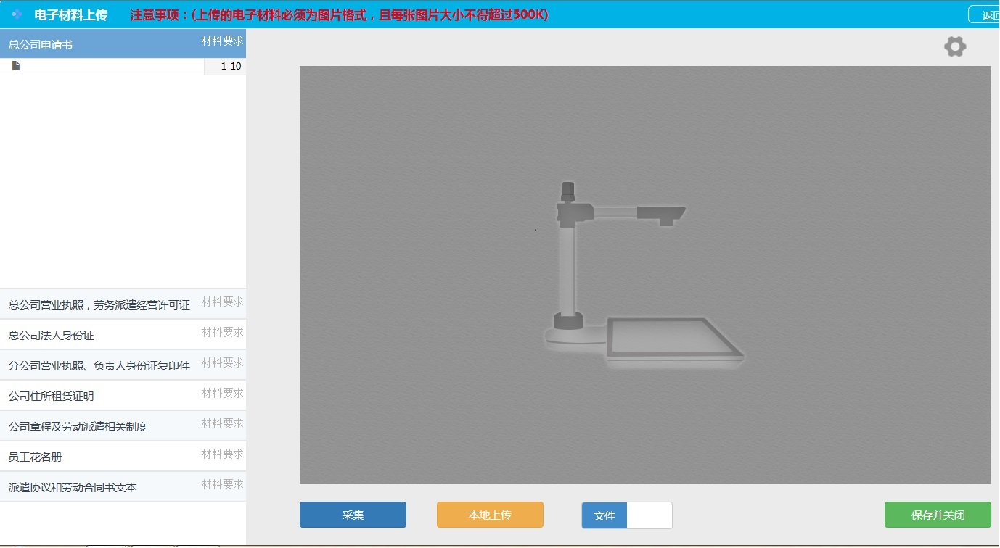 电子材料上传 注意事项：(上传的电子材料必须为图片格式，且每张图片大小不得超过500K) 返回
总公司申请书 材料要求
1-10
总公司营业执照，劳务派遣经营许可证 材料要求
总公司法人身份证 材料要求
分公司营业执照、负责人身份证复印件 材料要求
公司住所租赁证明 材料要求
公司章程及劳动派遣相关制度 材料要求
员工花名册 材料要求
派遣协议和劳动合同书文本 材料要求
采集 本地上传 文件 保存并关闭